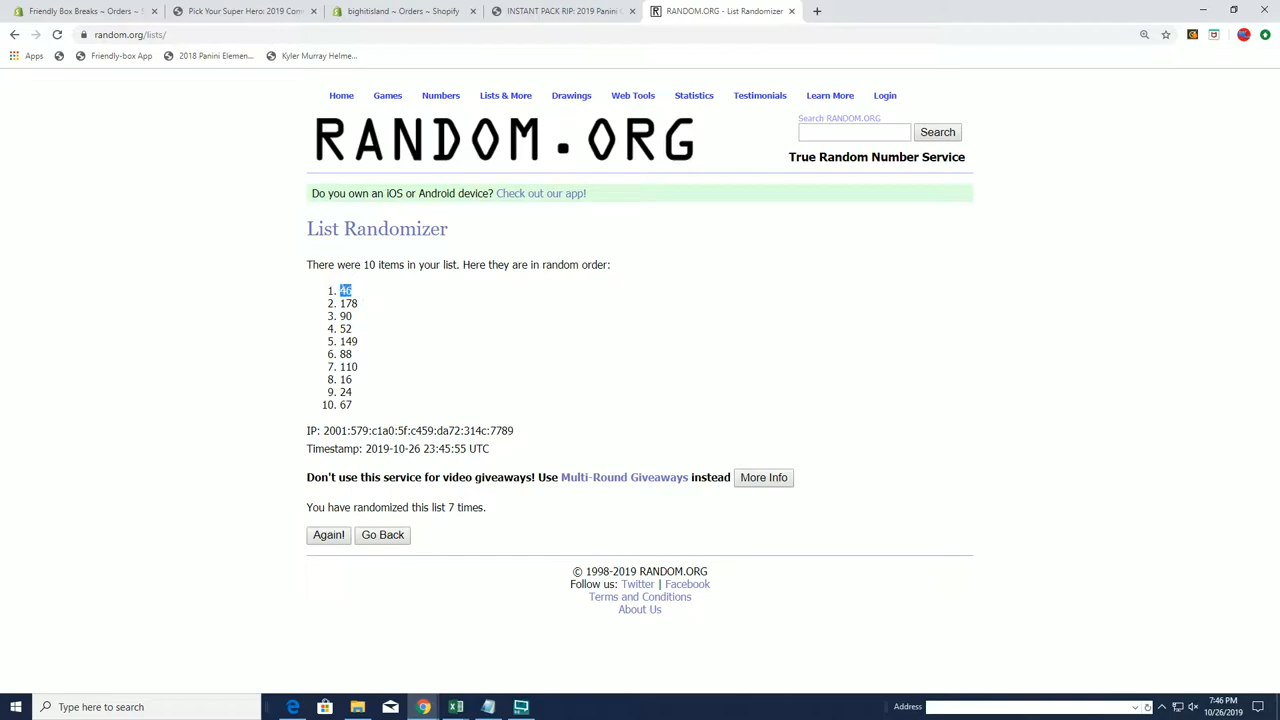 Friendly Box Break ~ Orders ~ S
Pick Your Super Hero: 2019 Com
bightisland ~ Orders ~ Shopify
INSTANT PACK RIP: 2019 Panini C
RANDOM.ORG - List Randomizer
random.org/lists/
Apps
Friendly-box App
2018 Panini Elemen...
Kyler Murray Helme...
Home Games Numbers Lists & More Drawings Web Tools Statistics Testimonials Learn More Login
RANDOM.ORG
Search RANDOM.ORG
Search
True Random Number Service
Do you own an iOS or Android device? Check out our app!
List Randomizer
There were 10 items in your list. Here they are in random order:
1. 46
2. 178
3. 90
4. 52
5. 149
6. 88
7. 110
8. 16
9. 24
10. 67
IP: 2001:579:c1a0:5f:c459:da72:314c:7789
Timestamp: 2019-10-26 23:45:55 UTC
Don't use this service for video giveaways! Use Multi-Round Giveaways instead More Info
You have randomized this list 7 times.
Again! Go Back
© 1998-2019 RANDOM.ORG
Follow us: Twitter | Facebook
Terms and Conditions
About Us
Type here to search
Address
7:46 PM
10/26/2019